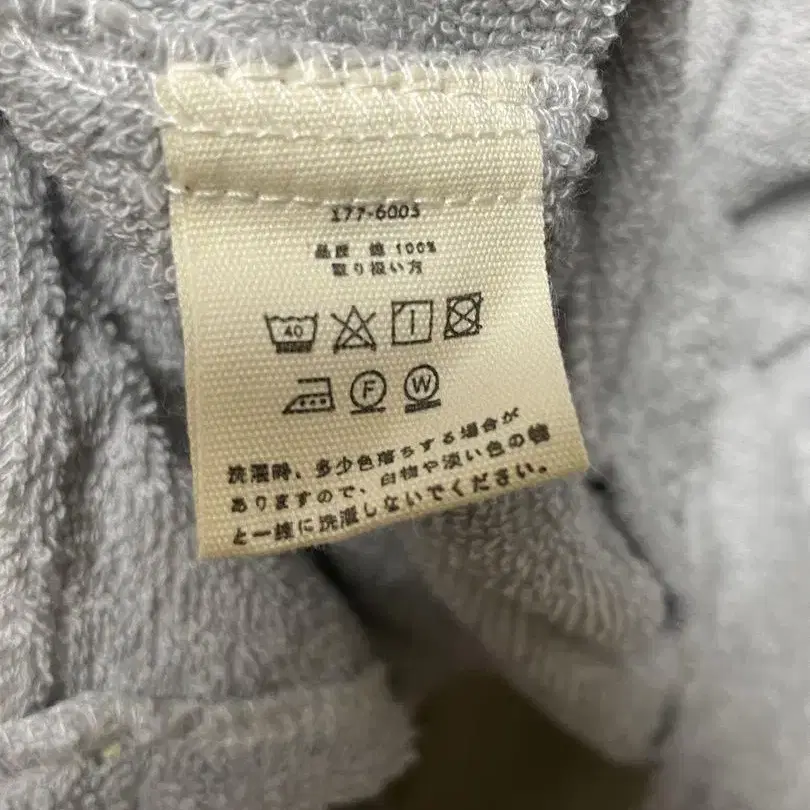 177-6003
品質 綿 100%
取り扱い方
40
F
W
洗濯時、多少色落ちする場合が
ありますので、白物や淡い色の物
と一緒に洗濯しないでください。